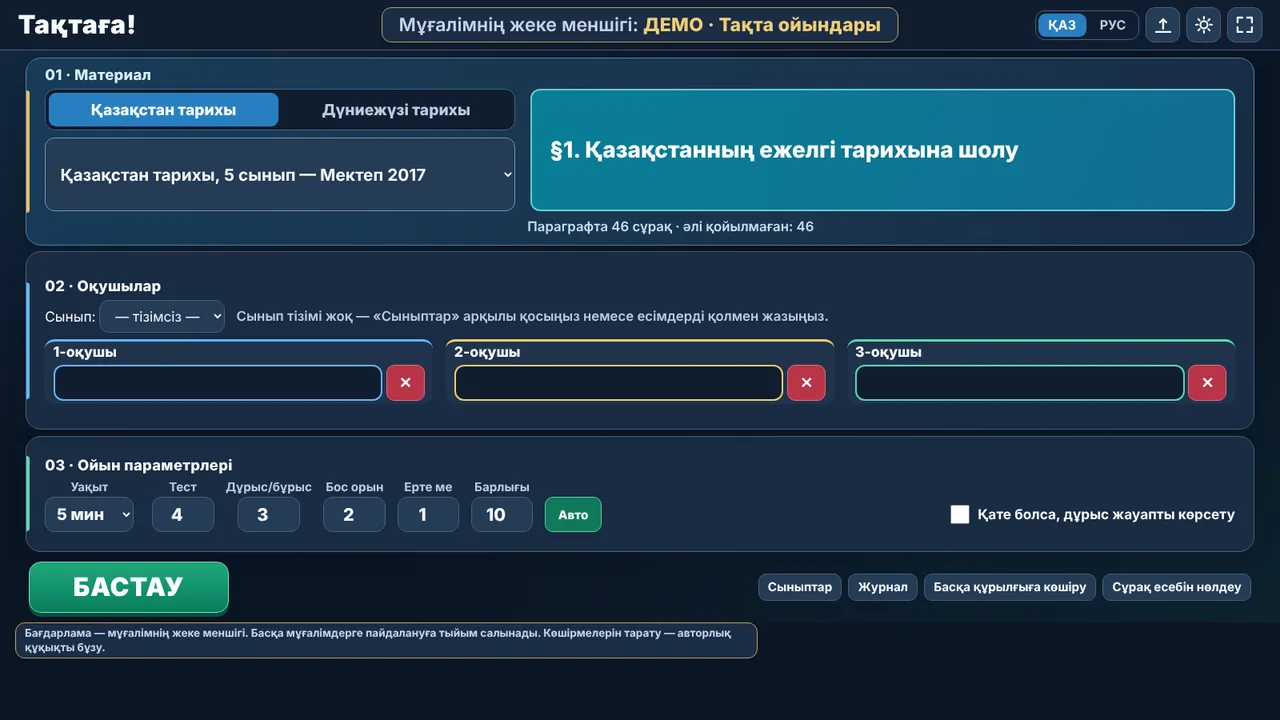 Тақтаға!
Мұғалімнің жеке меншігі: ДЕМО · Тақта ойындары
ҚАЗ РУС
01 · Материал
Қазақстан тарихы Дүниежүзі тарихы
Қазақстан тарихы, 5 сынып — Мектеп 2017
§1. Қазақстанның ежелгі тарихына шолу
Параграфта 46 сұрақ · әлі қойылмаған: 46
02 · Оқушылар
Сынып: — тізімсіз — Сынып тізімі жоқ — «Сыныптар» арқылы қосыңыз немесе есімдерді қолмен жазыңыз.
1-оқушы 2-оқушы 3-оқушы
03 · Ойын параметрлері
Уақыт Тест Дұрыс/бұрыс Бос орын Ерте ме Барлығы
5 мин 4 3 2 1 10 Авто Қате болса, дұрыс жауапты көрсету
БАСТАУ Сыныптар Журнал Басқа құрылғыға көшіру Сұрақ есебін нөлдеу
Бағдарлама — мұғалімнің жеке меншігі. Басқа мұғалімдерге пайдалануға тыйым салынады. Көшірмелерін тарату — авторлық
құқықты бұзу.